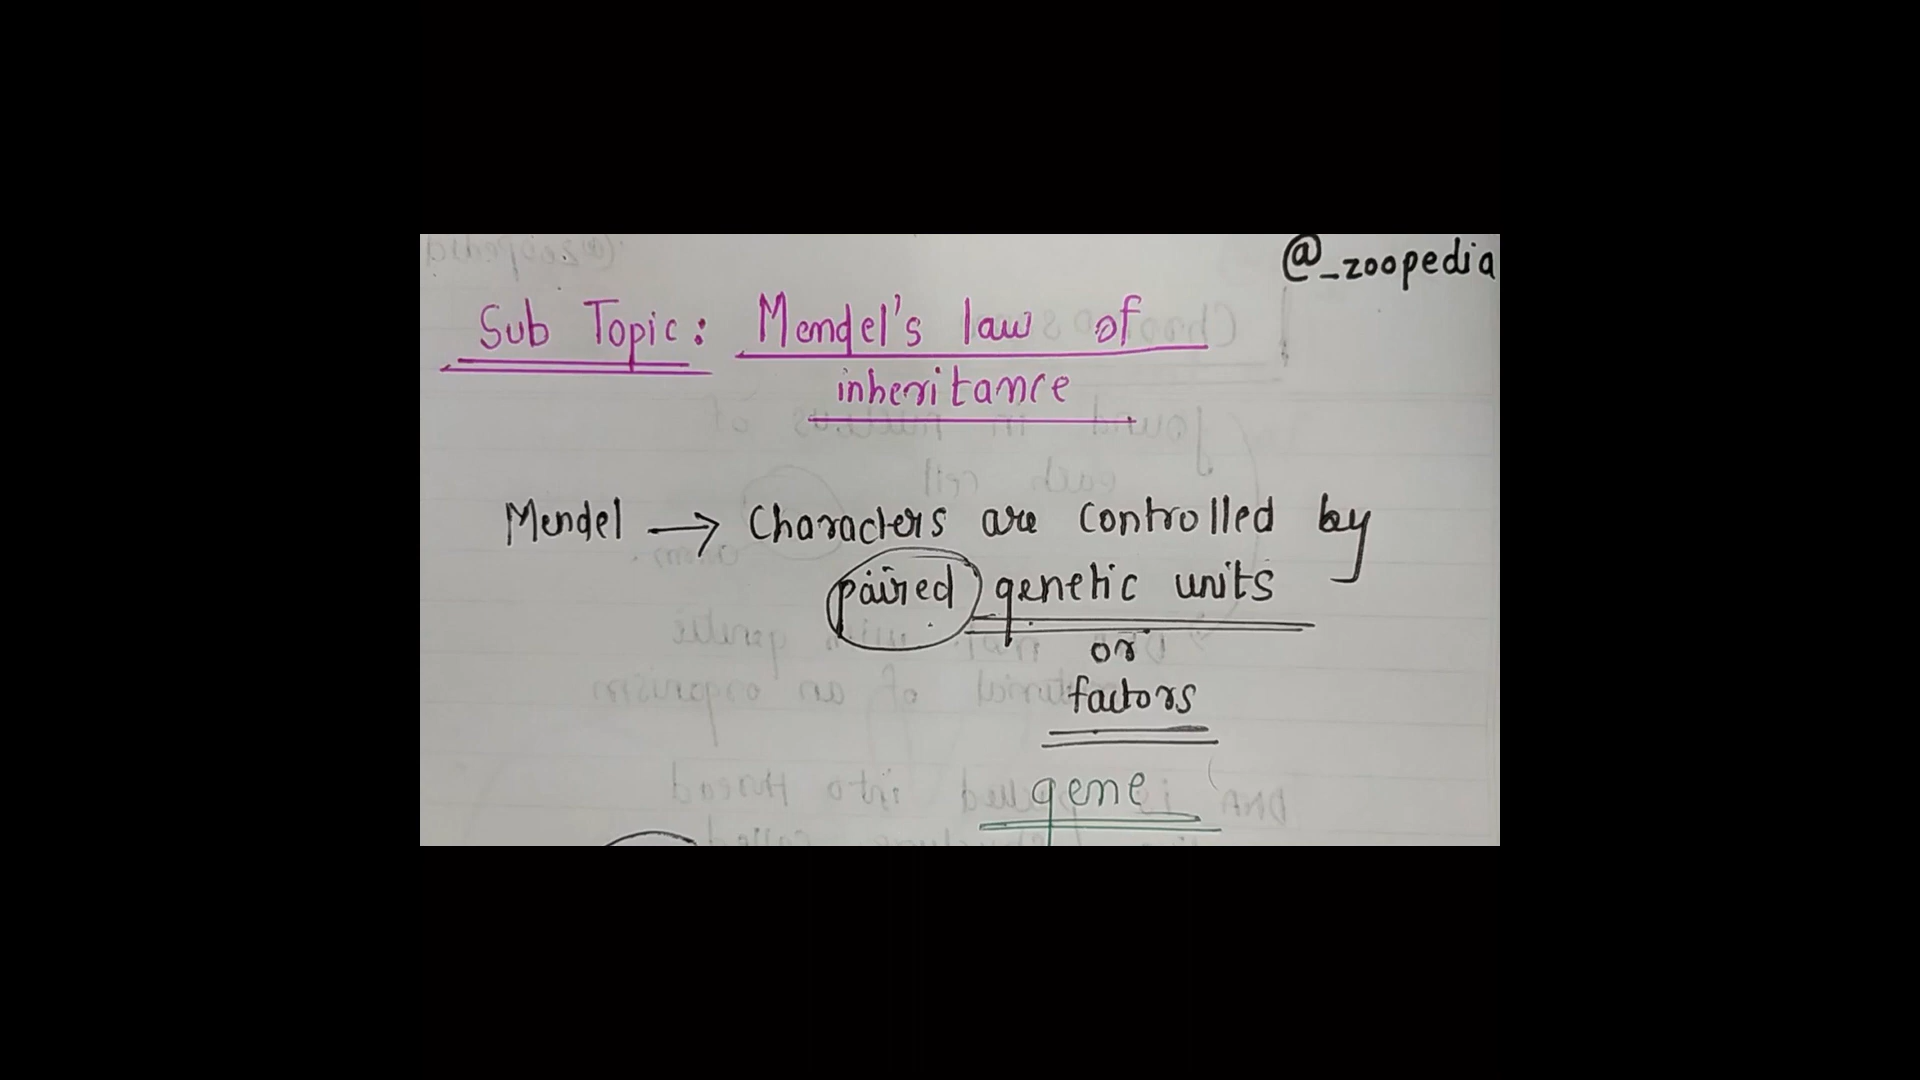 @_zoopedia
Sub Topic: Mendel's law of
inheritance
Mendel → Characters are controlled by
paired genetic units
or
factors
gene